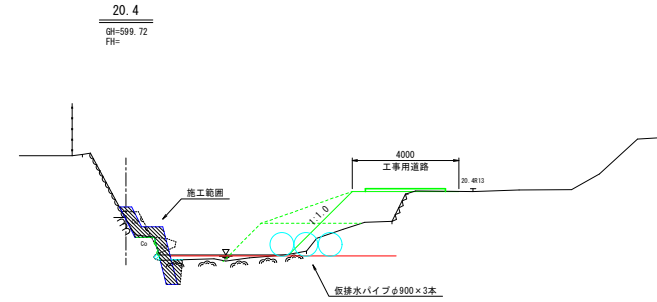 20.4
GH=599.72
FH=
4000
工事用道路
20.4R13
施工範囲
1:1.0
Co
仮排水パイプφ900×3本